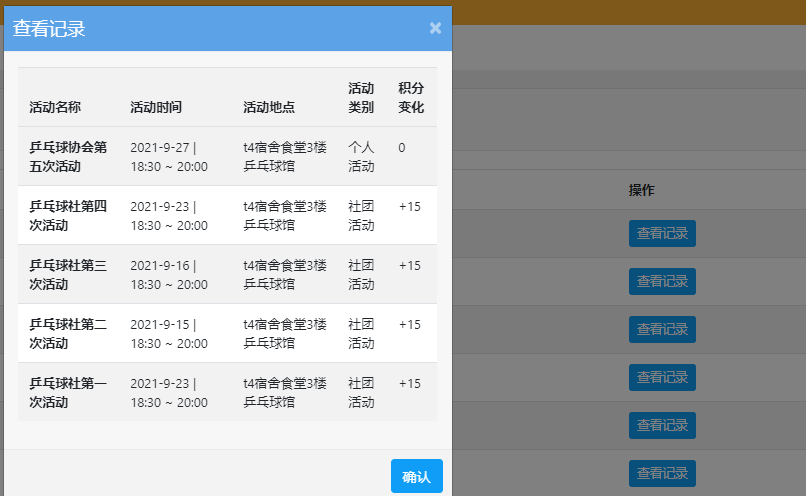 查看记录
×
活动名称 活动时间 活动地点 活动类别 积分变化
乒乓球协会第五次活动 2021-9-27 | 18:30 ~ 20:00 t4宿舍食堂3楼乒乓球馆 个人活动 0
乒乓球社第四次活动 2021-9-23 | 18:30 ~ 20:00 t4宿舍食堂3楼乒乓球馆 社团活动 +15
乒乓球社第三次活动 2021-9-16 | 18:30 ~ 20:00 t4宿舍食堂3楼乒乓球馆 社团活动 +15
乒乓球社第二次活动 2021-9-15 | 18:30 ~ 20:00 t4宿舍食堂3楼乒乓球馆 社团活动 +15
乒乓球社第一次活动 2021-9-23 | 18:30 ~ 20:00 t4宿舍食堂3楼乒乓球馆 社团活动 +15
确认
操作
查看记录
查看记录
查看记录
查看记录
查看记录
查看记录